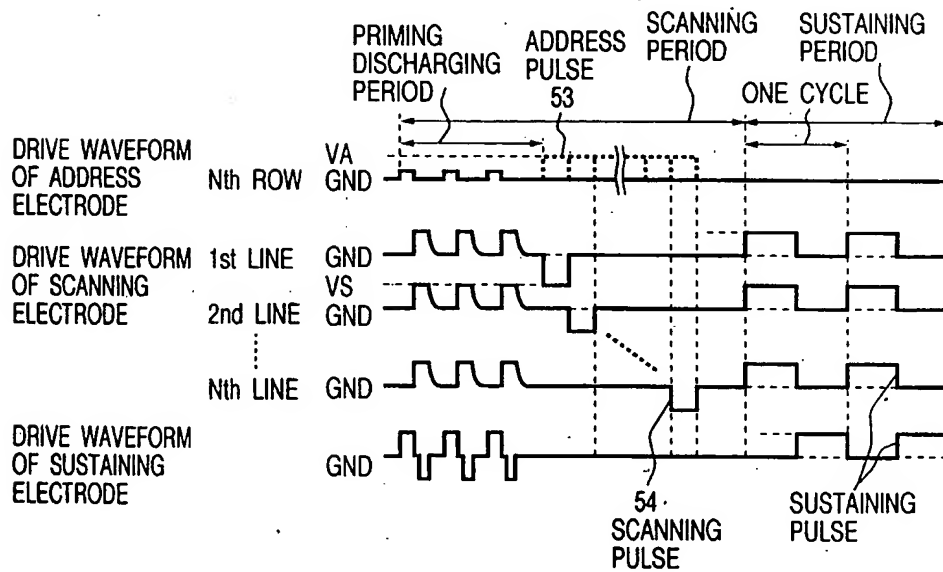 PRIMING
DISCHARGING
PERIOD
ADDRESS
PULSE
53
SCANNING
PERIOD
SUSTAINING
PERIOD
ONE CYCLE
DRIVE WAVEFORM
OF ADDRESS
ELECTRODE
Nth ROW
VA
GND
DRIVE WAVEFORM
OF SCANNING
ELECTRODE
1st LINE
GND
VS
2nd LINE
GND
Nth LINE
GND
DRIVE WAVEFORM
OF SUSTAINING
ELECTRODE
GND
54
SCANNING
PULSE
SUSTAINING
PULSE